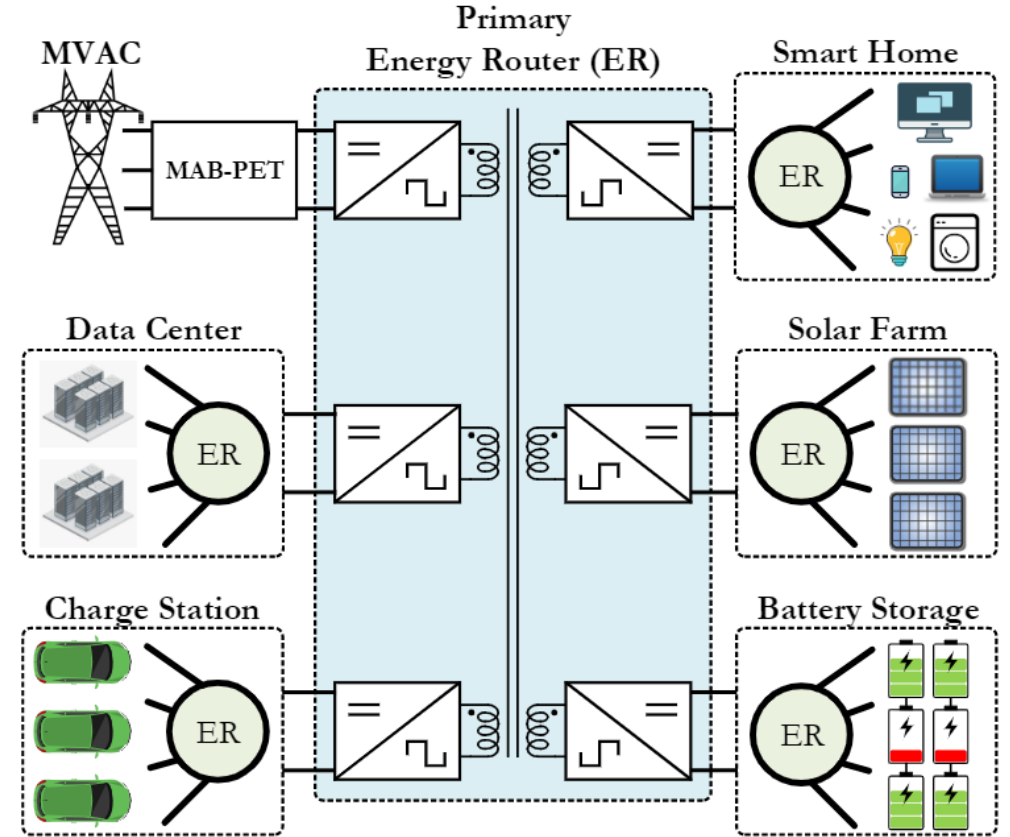 Primary
Energy Router (ER)
MVAC
Smart Home
MAB-PET
ER
Data Center
Solar Farm
ER
ER
Charge Station
Battery Storage
ER
ER